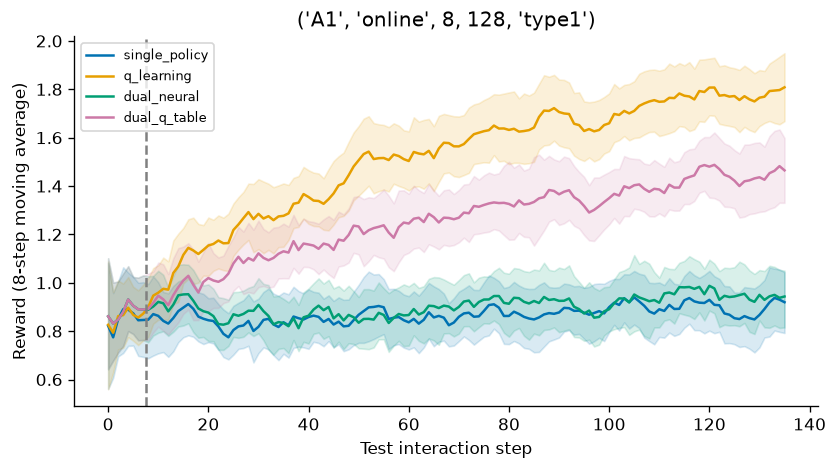 ('A1', 'online', 8, 128, 'type1')
single_policy
q_learning
dual_neural
dual_q_table
Reward (8-step moving average)
2.0
1.8
1.6
1.4
1.2
1.0
0.8
0.6
0 20 40 60 80 100 120 140
Test interaction step